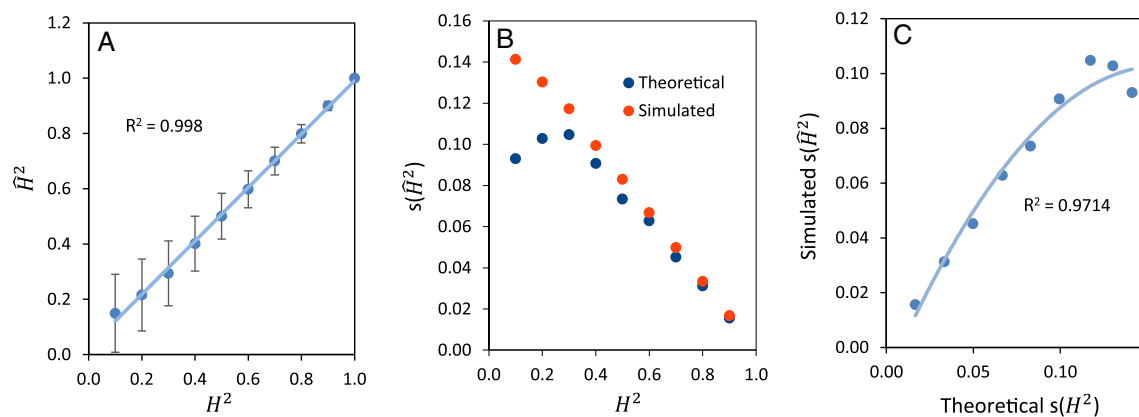 A
R² = 0.998
Ĥ²
1.2
1.0
0.8
0.6
0.4
0.2
0.0
0.0 0.2 0.4 0.6 0.8 1.0
H²
B
Theoretical
Simulated
s(Ĥ²)
0.16
0.14
0.12
0.10
0.08
0.06
0.04
0.02
0.00
0.0 0.2 0.4 0.6 0.8 1.0
H²
C
R² = 0.9714
Simulated s(Ĥ²)
0.12
0.10
0.08
0.06
0.04
0.02
0.00
0.00 0.05 0.10
Theoretical s(H²)